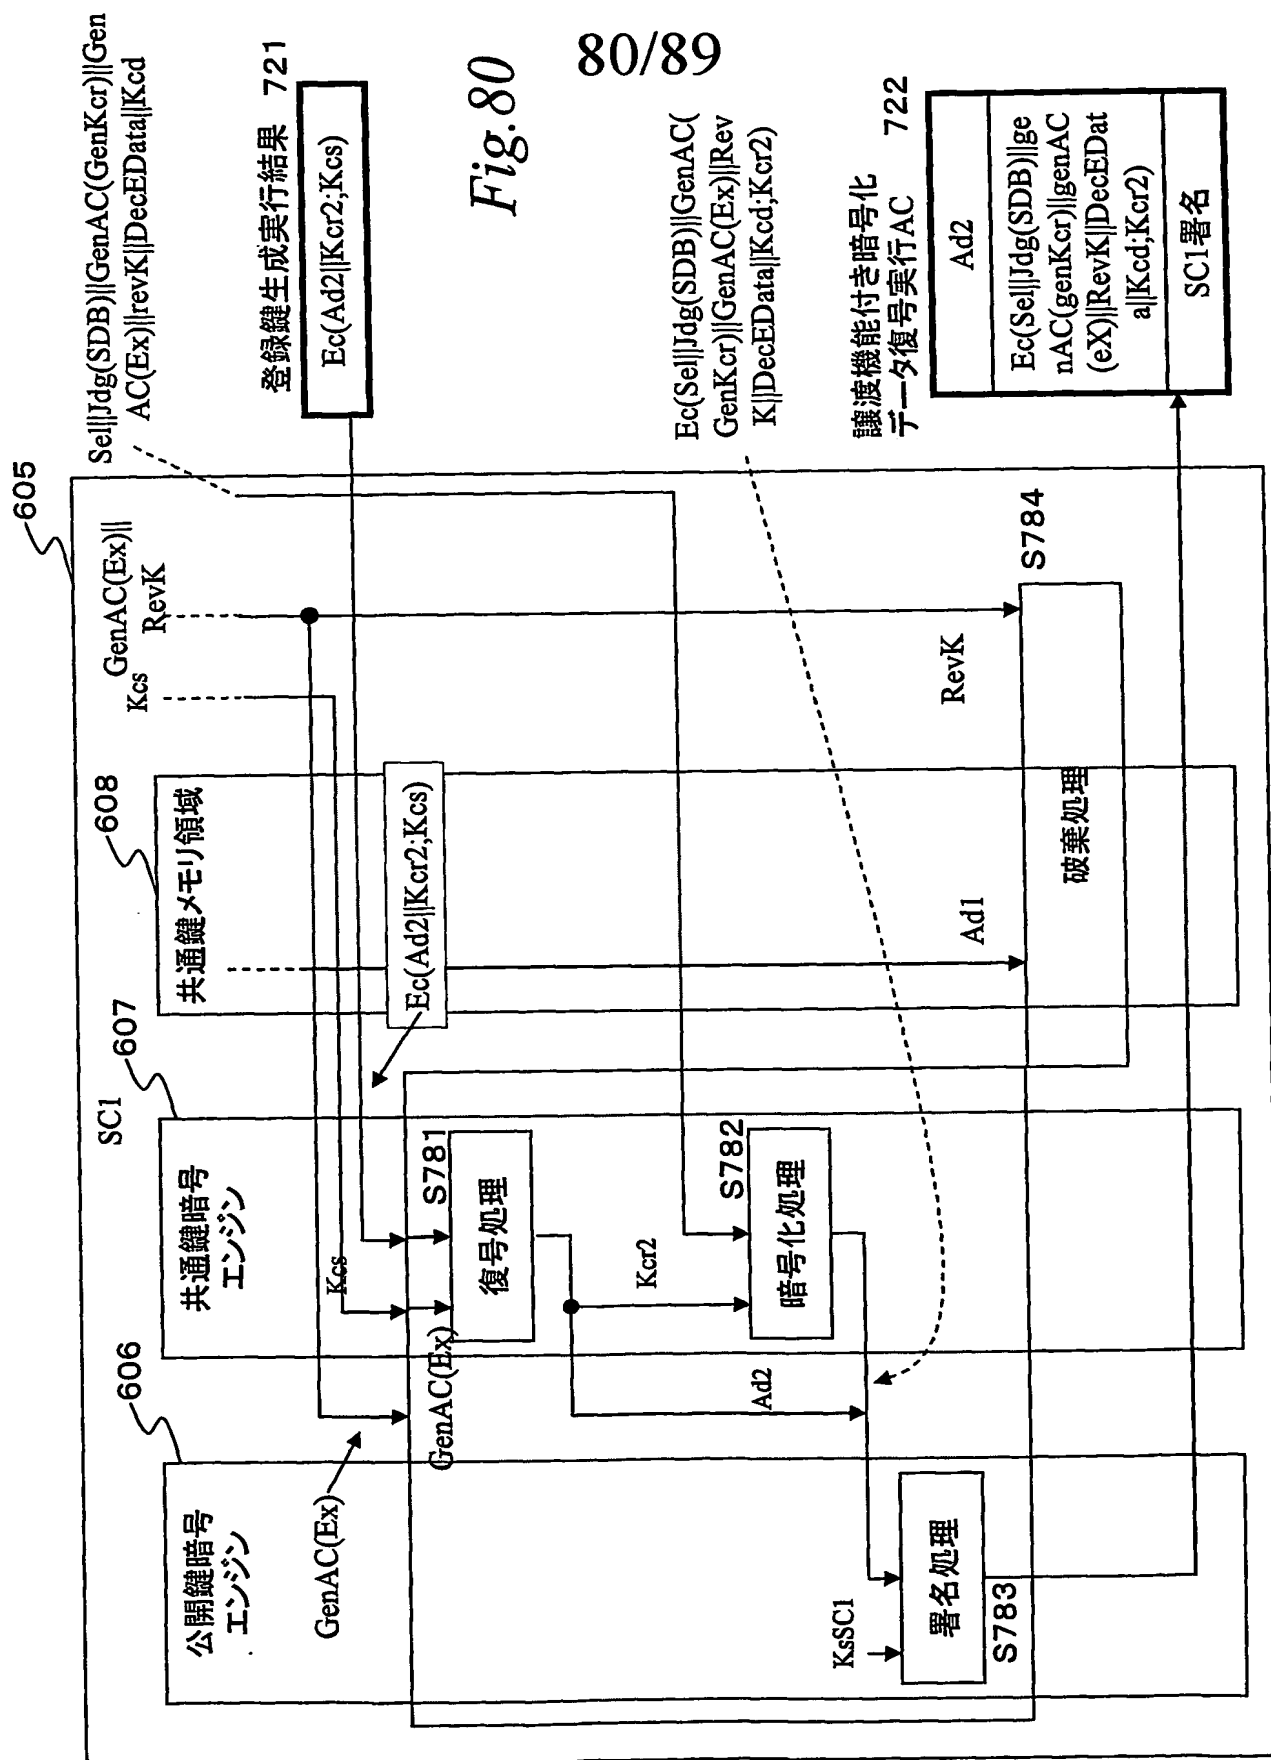 80/89
Fig.80
605
SC1
606
公開鍵暗号
エンジン
607
共通鍵暗号
エンジン
608
共通鍵メモリ領域
Kcs
GenAC(Ex)||
RevK
Sel||Jdg(SDB)||GenAC(GenKcr)||Gen
AC(Ex)||revK||DecEData||Kcd
登録鍵生成実行結果 721
Ec(Ad2||Kcr2;Kcs)
GenAC(Ex)
Kcs
Ec(Ad2||Kcr2;Kcs)
GenAC(Ex)
S781
復号処理
Kcr2
Ad2
S782
暗号化処理
Ec(Sel||Jdg(SDB)||GenAC(
GenKcr)||GenAC(Ex)||Rev
K||DecEData||Kcd;Kcr2)
KsSC1
署名処理
S783
Ad1
RevK
S784
破棄処理
譲渡機能付き暗号化
データ復号実行AC
722
Ad2
Ec(Sel||Jdg(SDB)||ge
nAC(genKcr)||genAC
(eX)||RevK||DecEDat
a||Kcd;Kcr2)
SC1署名